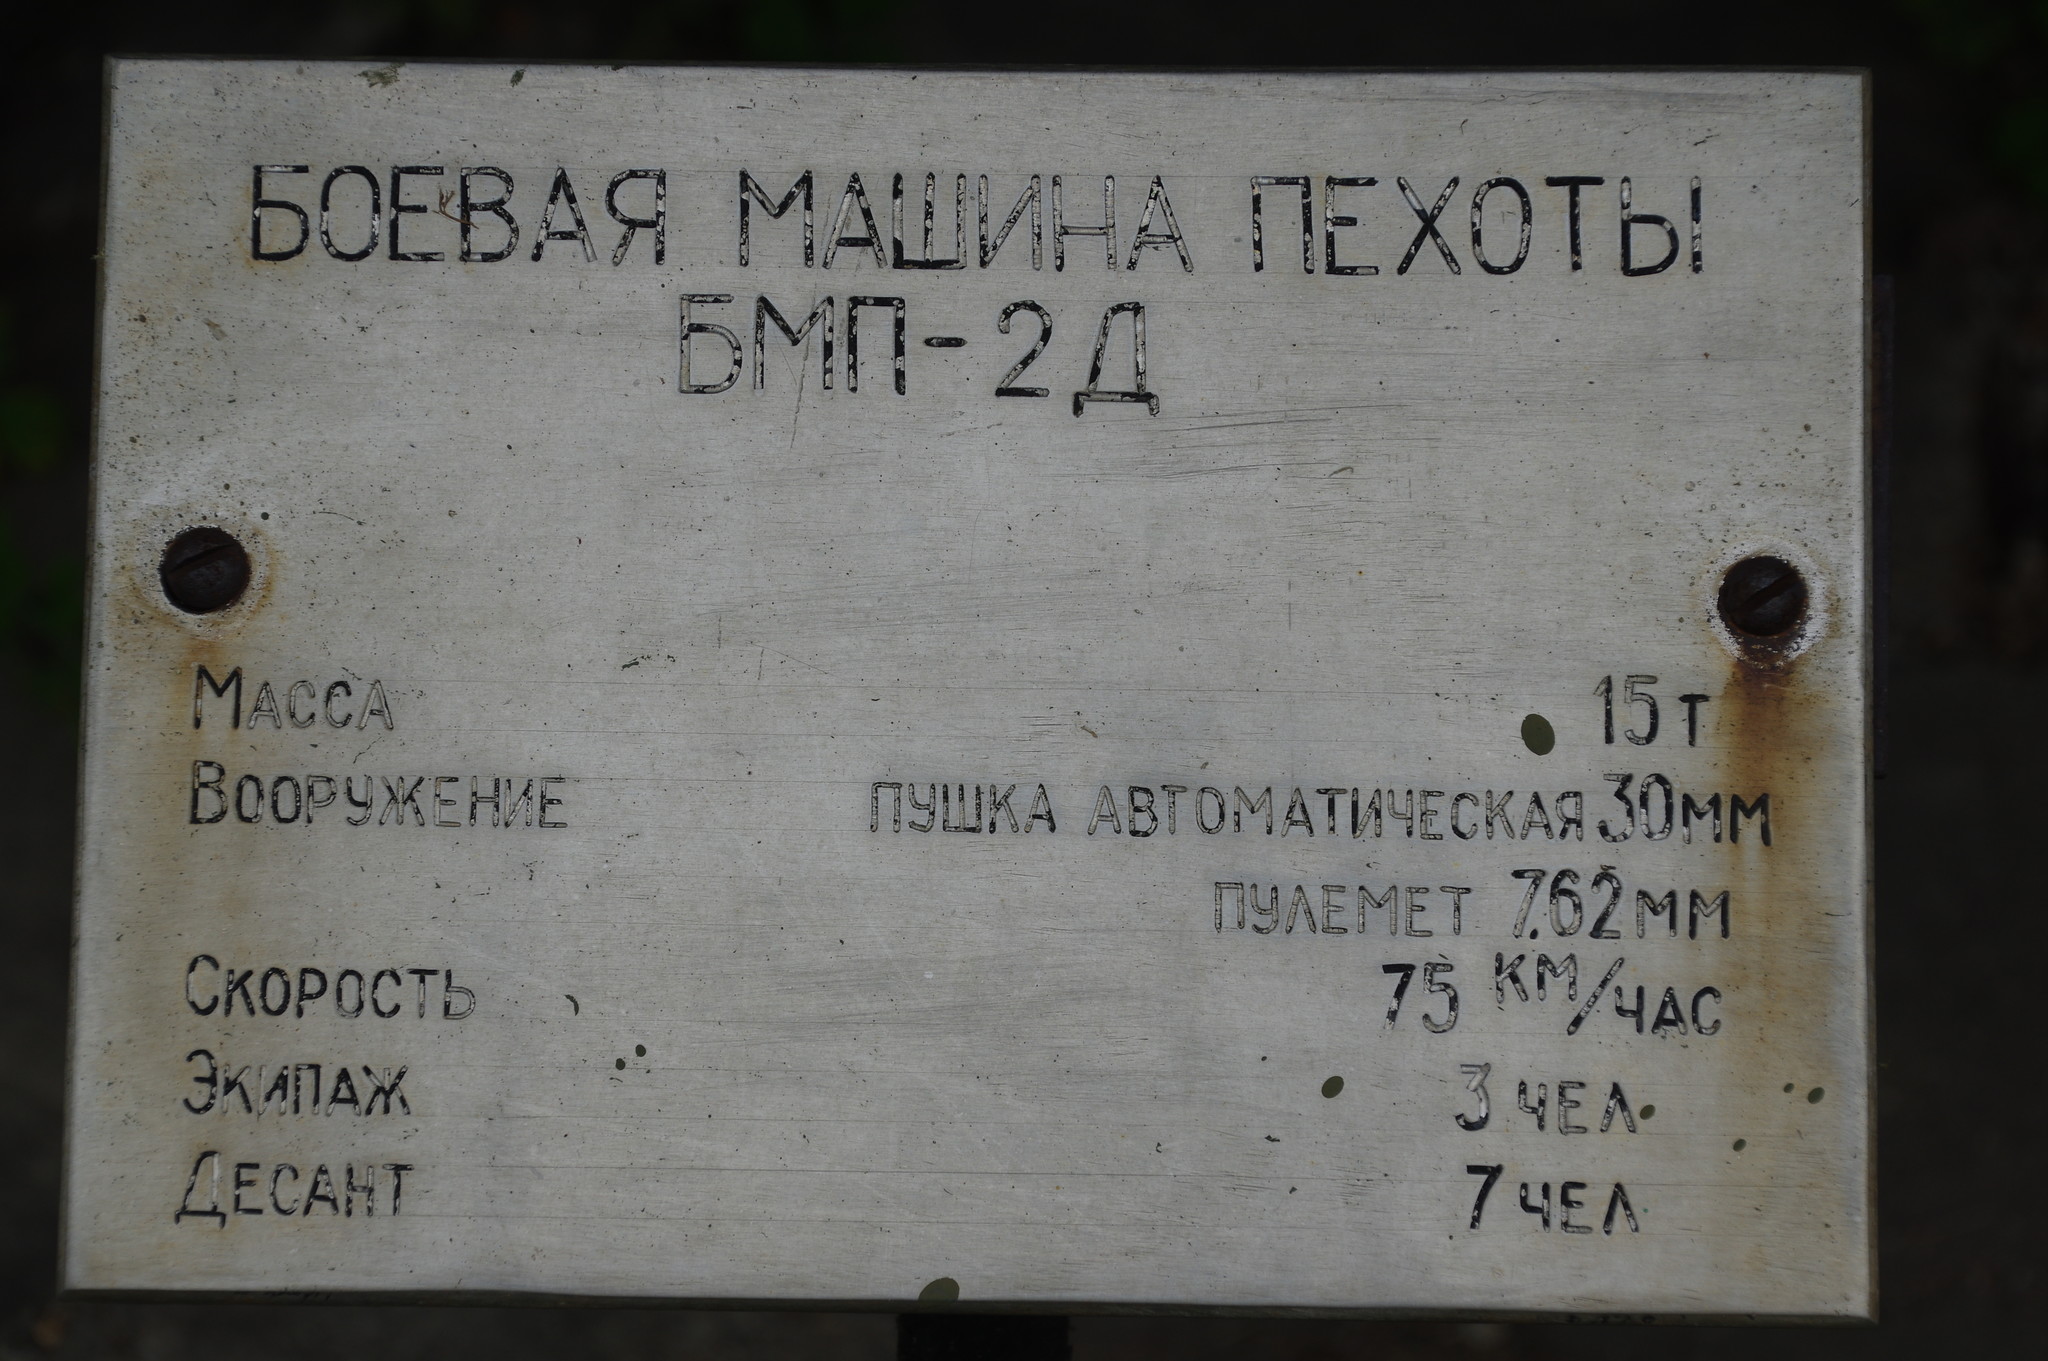 БОЕВАЯ МАШИНА ПЕХОТЫ
БМП-2Д
МАССА 15 Т
ВООРУЖЕНИЕ ПУШКА АВТОМАТИЧЕСКАЯ 30ММ
ПУЛЕМЕТ 7.62ММ
СКОРОСТЬ 75 КМ/ЧАС
ЭКИПАЖ 3 ЧЕЛ
ДЕСАНТ 7 ЧЕЛ